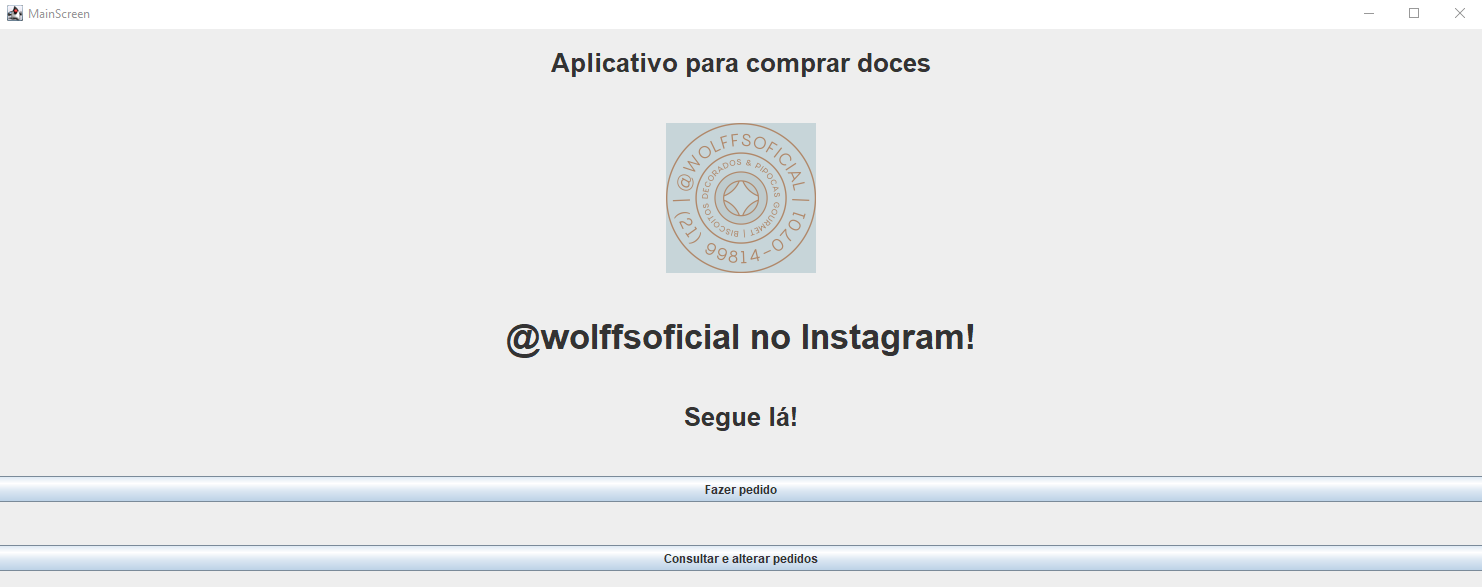 MainScreen
Aplicativo para comprar doces
| @WOLFFSOFICIAL |
(21) 99814-0701
BISCOITOS DECORADOS & PIPOCAS GOURMET |
@wolffsoficial no Instagram!
Segue lá!
Fazer pedido
Consultar e alterar pedidos